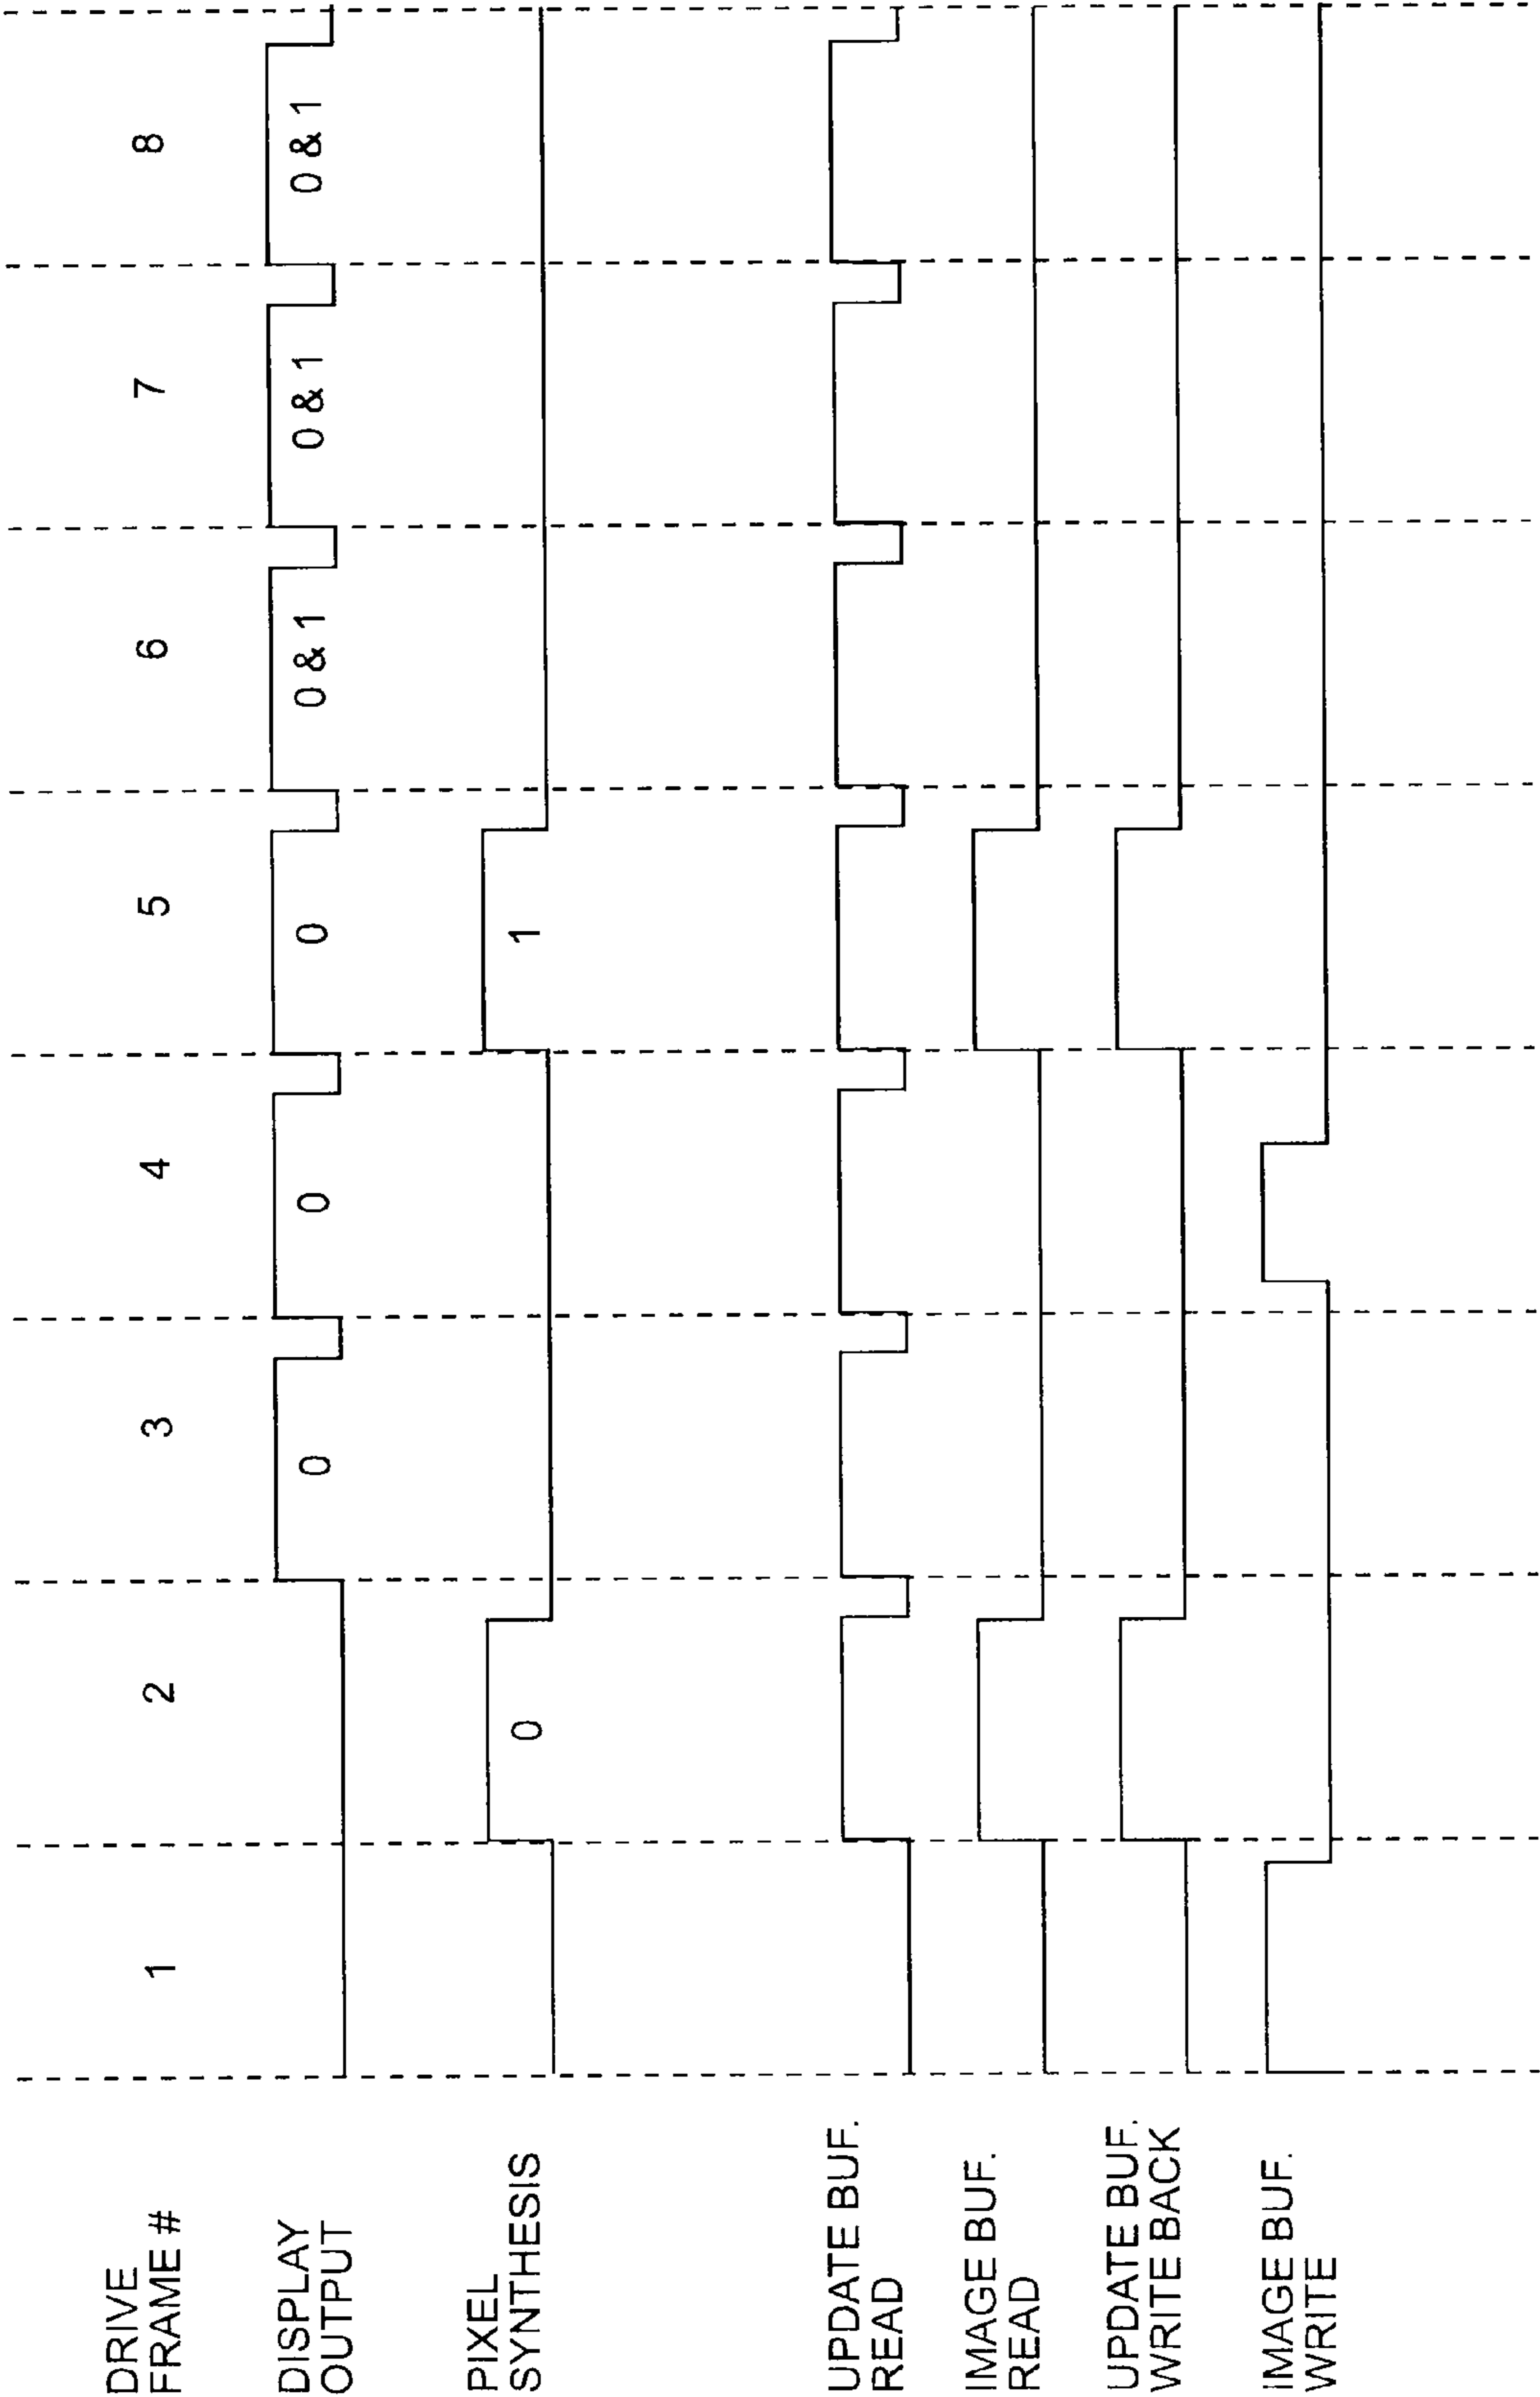 DRIVE
FRAME #
1 2 3 4 5 6 7 8
DISPLAY
OUTPUT
0 0 0 0 & 1 0 & 1 0 & 1
PIXEL
SYNTHESIS
0 1
UPDATE BUF.
READ
IMAGE BUF.
READ
UPDATE BUF.
WRITE BACK
IMAGE BUF.
WRITE